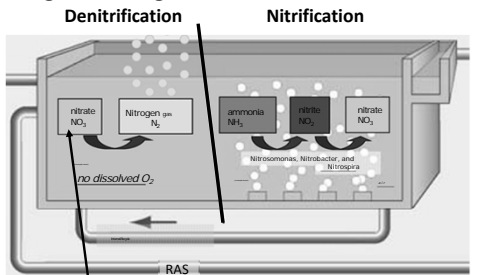 Denitrification
Nitrification
nitrate
NO3
Nitrogen gas
N2
ammonia
NH3
nitrite
NO2
nitrate
NO3
Nitrosomonas, Nitrobacter, and
Nitrospira
no dissolved O2
RAS